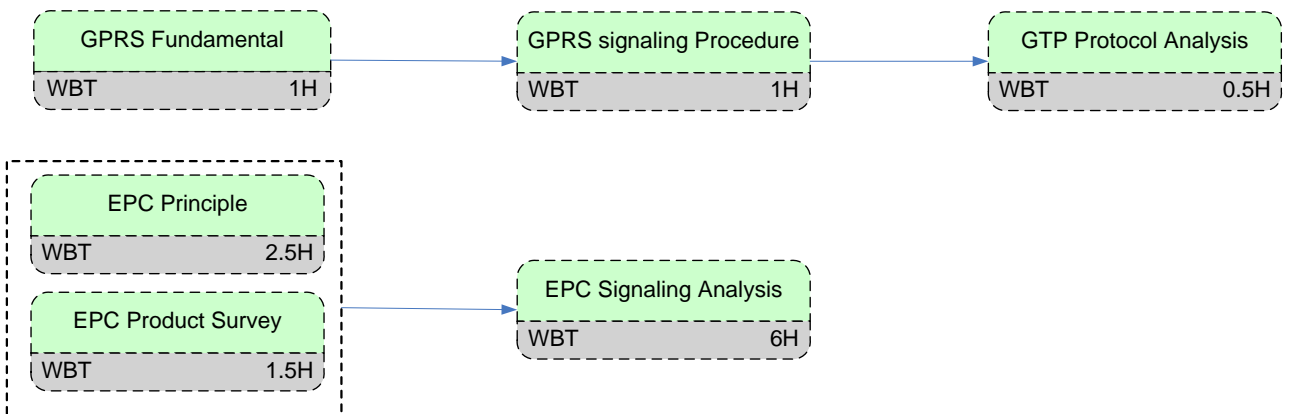 GPRS Fundamental
WBT 1H
GPRS signaling Procedure
WBT 1H
GTP Protocol Analysis
WBT 0.5H
EPC Principle
WBT 2.5H
EPC Product Survey
WBT 1.5H
EPC Signaling Analysis
WBT 6H